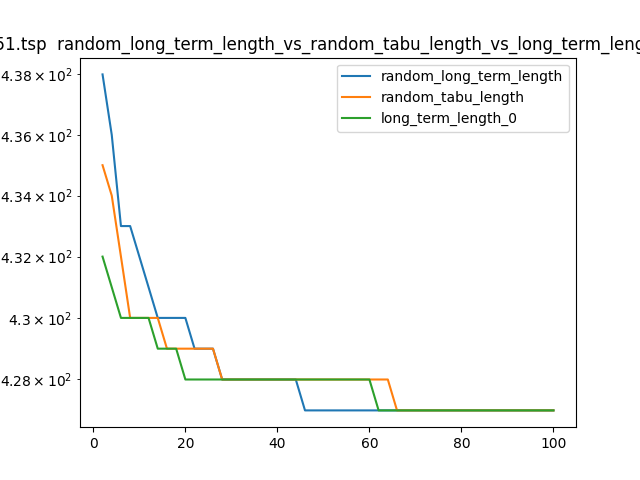 51.tsp random_long_term_length_vs_random_tabu_length_vs_long_term_leng
random_long_term_length
random_tabu_length
long_term_length_0
4.38 × 10²
4.36 × 10²
4.34 × 10²
4.32 × 10²
4.3 × 10²
4.28 × 10²
0 20 40 60 80 100